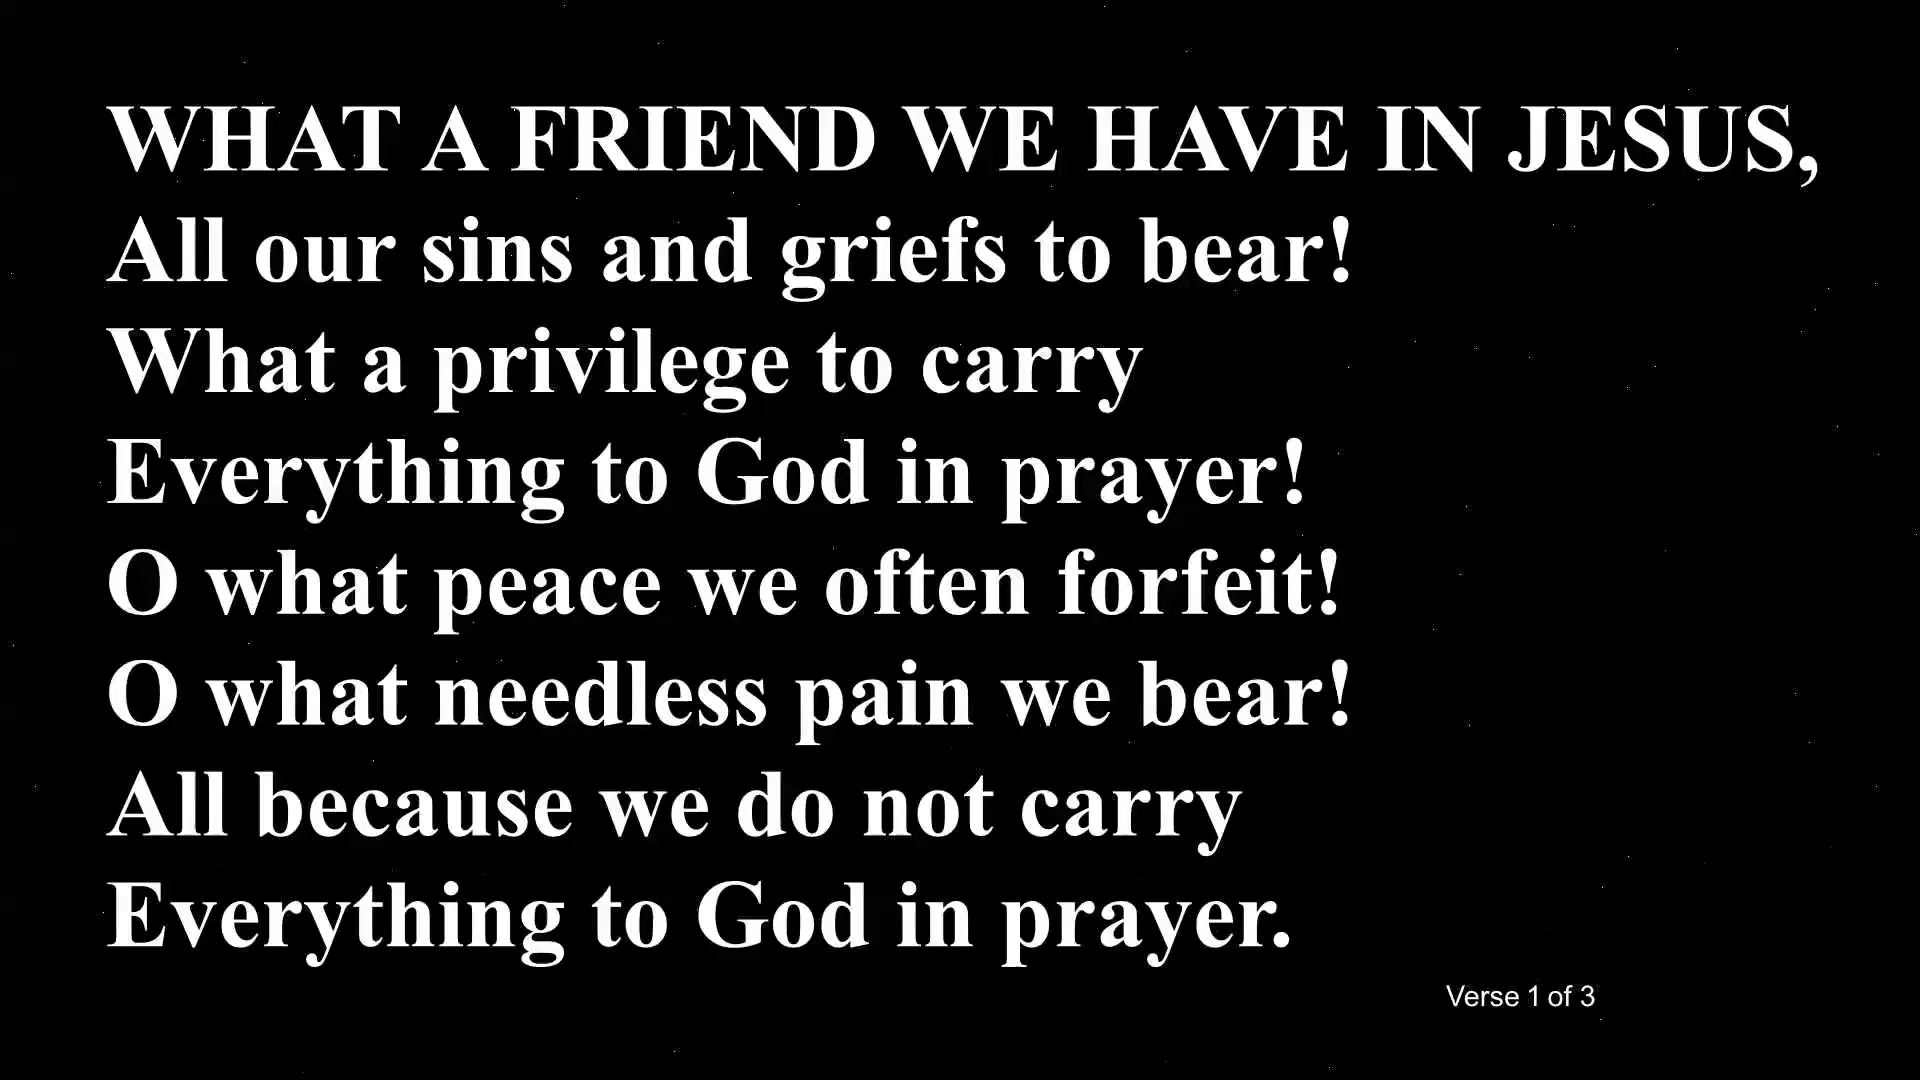 WHAT A FRIEND WE HAVE IN JESUS,
All our sins and griefs to bear!
What a privilege to carry
Everything to God in prayer!
O what peace we often forfeit!
O what needless pain we bear!
All because we do not carry
Everything to God in prayer.
Verse 1 of 3